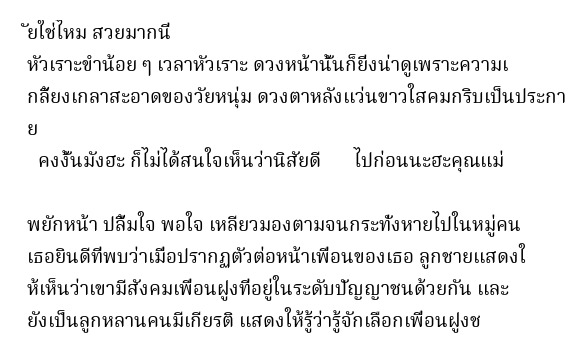 ัยใช่ไหม สวยมากนี
หัวเราะขำน้อย ๆ เวลาหัวเราะ ดวงหน้านั้นก็ยิ่งน่าดูเพราะความเ
กลี้ยงเกลาสะอาดของวัยหนุ่ม ดวงตาหลังแว่นขาวใสคมกริบเป็นประกา
ย
คงงั้นมังฮะ ก็ไม่ได้สนใจเห็นว่านิสัยดี ไปก่อนนะฮะคุณแม่
พยักหน้า ปลื้มใจ พอใจ เหลียวมองตามจนกระทั่งหายไปในหมู่คน
เธอยินดีที่พบว่าเมื่อปรากฏตัวต่อหน้าเพื่อนของเธอ ลูกชายแสดงใ
ห้เห็นว่าเขามีสังคมเพื่อนฝูงที่อยู่ในระดับปัญญาชนด้วยกัน และ
ยังเป็นลูกหลานคนมีเกียรติ แสดงให้รู้ว่ารู้จักเลือกเพื่อนฝูงช